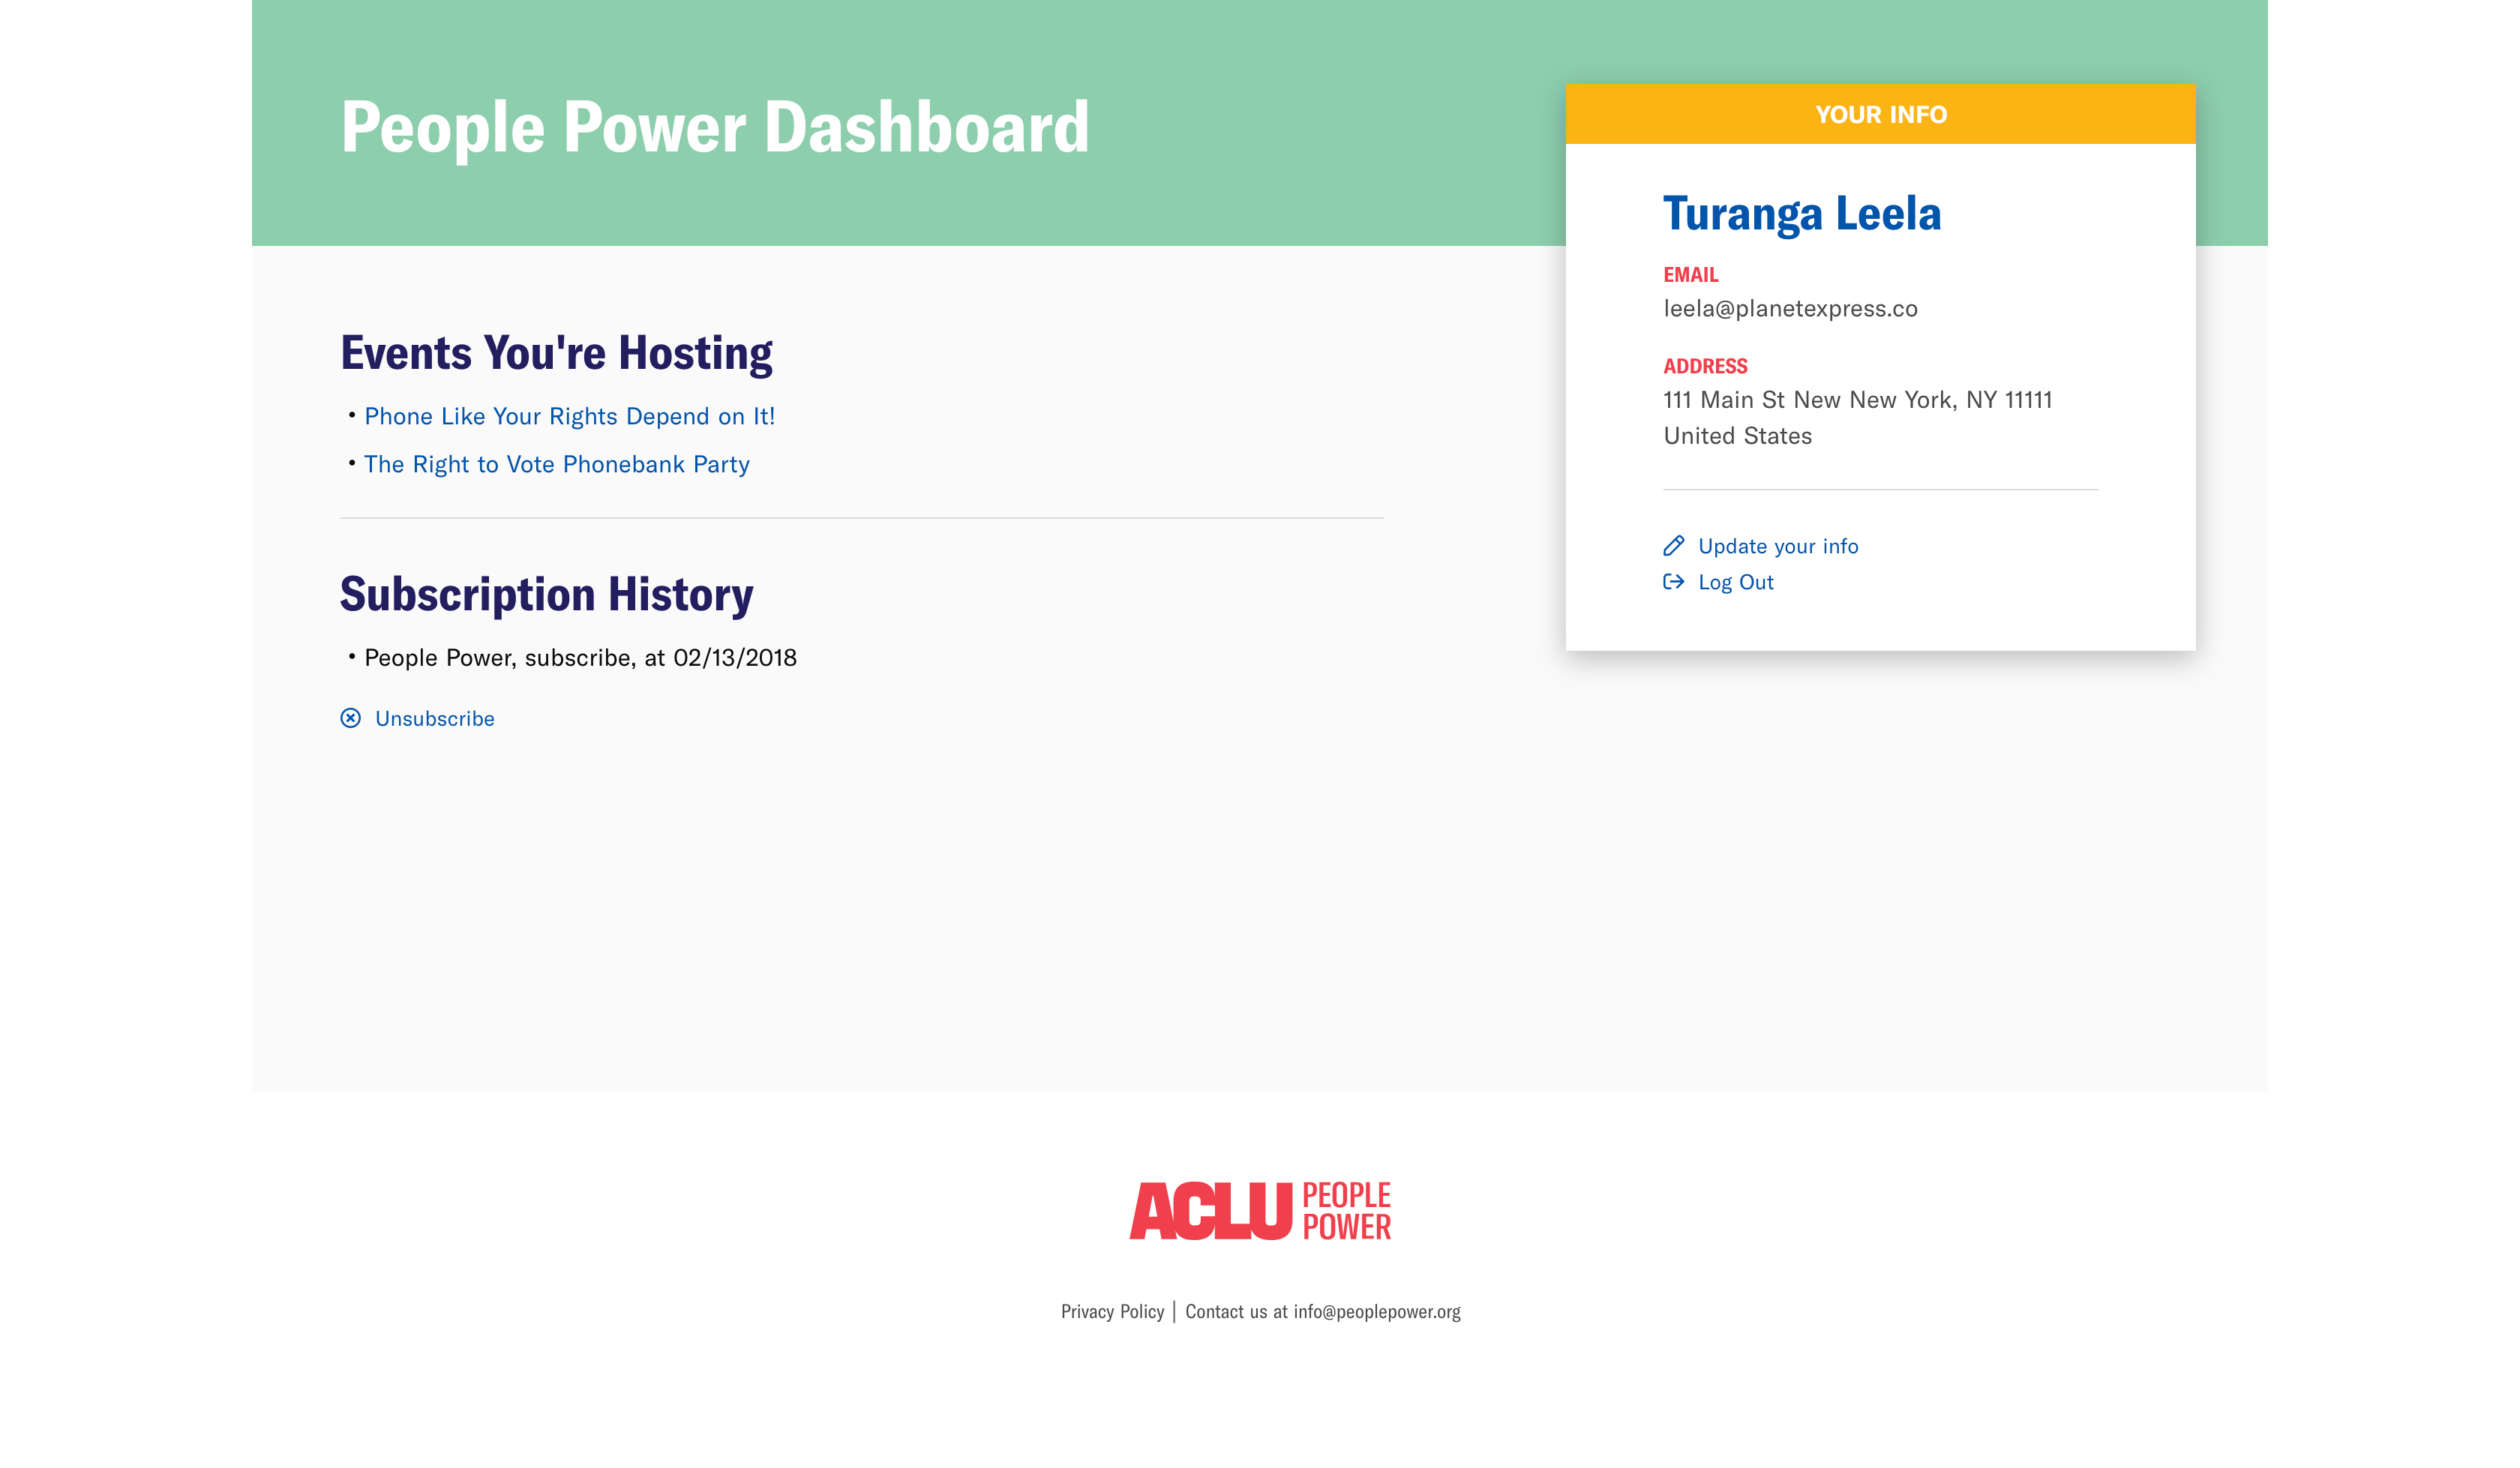 People Power Dashboard
YOUR INFO
Turanga Leela
EMAIL
leela@planetexpress.co
ADDRESS
111 Main St New New York, NY 11111
United States
Update your info
Log Out
Events You're Hosting
• Phone Like Your Rights Depend on It!
• The Right to Vote Phonebank Party
Subscription History
• People Power, subscribe, at 02/13/2018
Unsubscribe
ACLU PEOPLE
POWER
Privacy Policy | Contact us at info@peoplepower.org